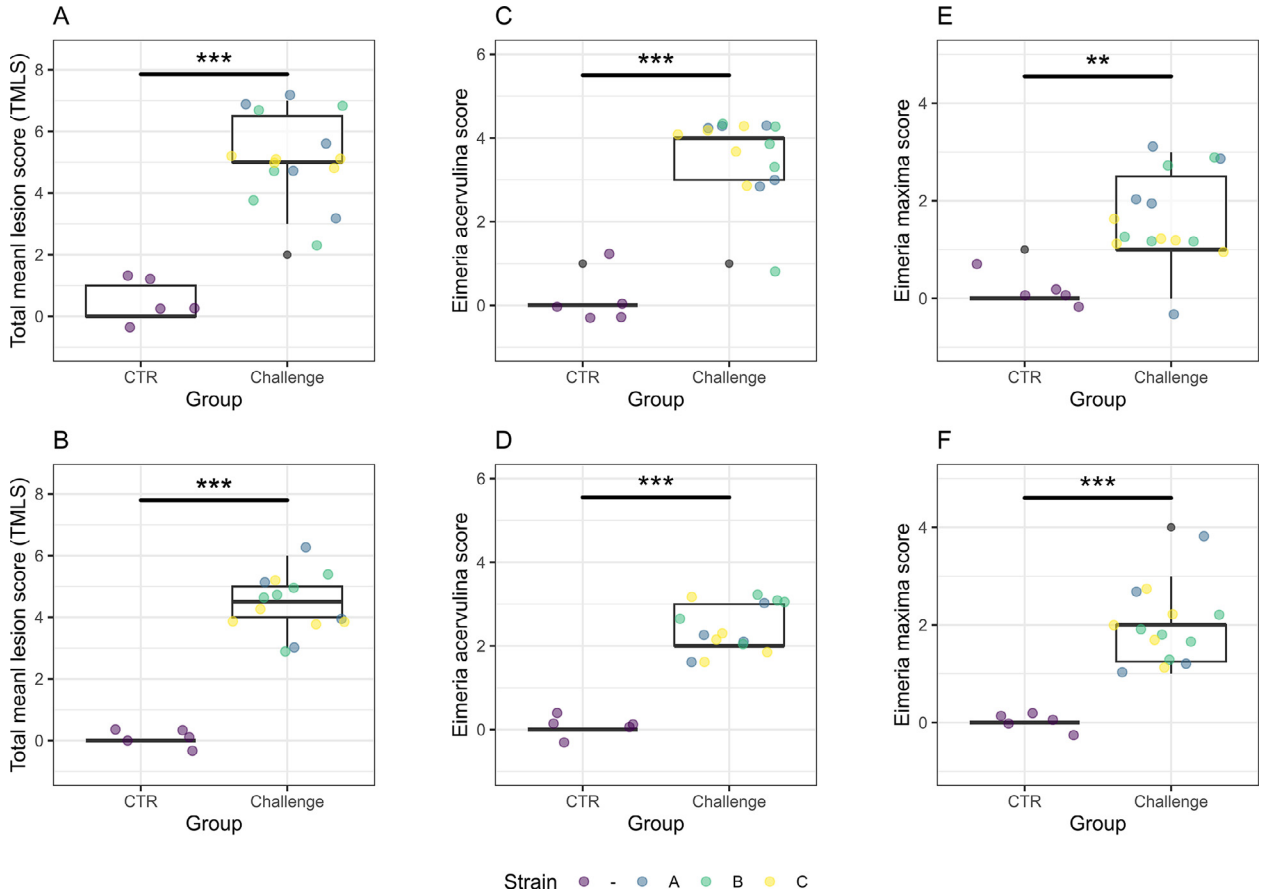 A
Total mean lesion score (TMLS)
8
6
4
2
0
***
CTR
Challenge
Group
C
Eimeria acervulina score
6
4
2
0
***
CTR
Challenge
Group
E
Eimeria maxima score
4
2
0
**
CTR
Challenge
Group
B
Total meanl lesion score (TMLS)
8
6
4
2
0
***
CTR
Challenge
Group
D
Eimeria acervulina score
6
4
2
0
***
CTR
Challenge
Group
F
Eimeria maxima score
4
2
0
***
CTR
Challenge
Group
Strain - A B C